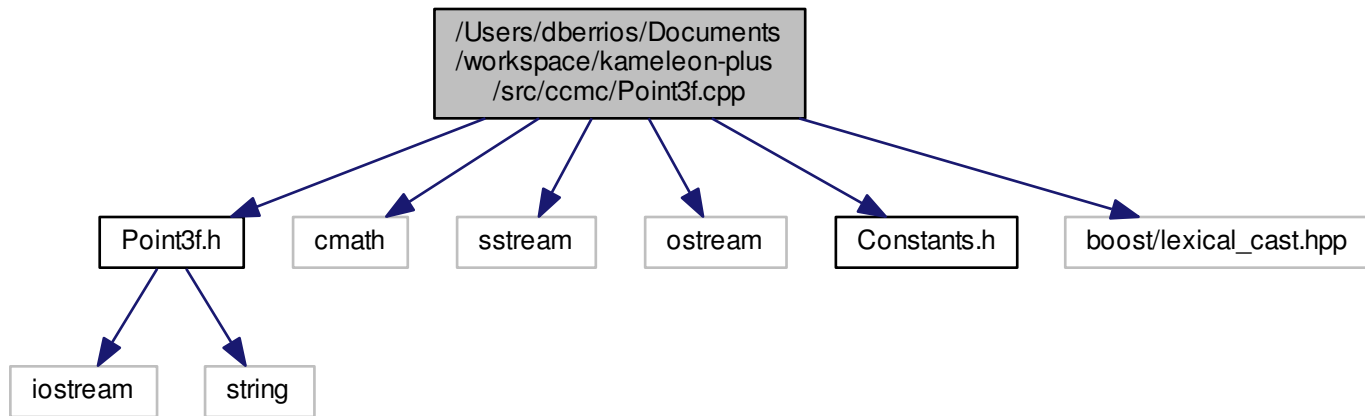 /Users/dberrios/Documents
/workspace/kameleon-plus
/src/ccmc/Point3f.cpp
Point3f.h
cmath
sstream
ostream
Constants.h
boost/lexical_cast.hpp
iostream
string